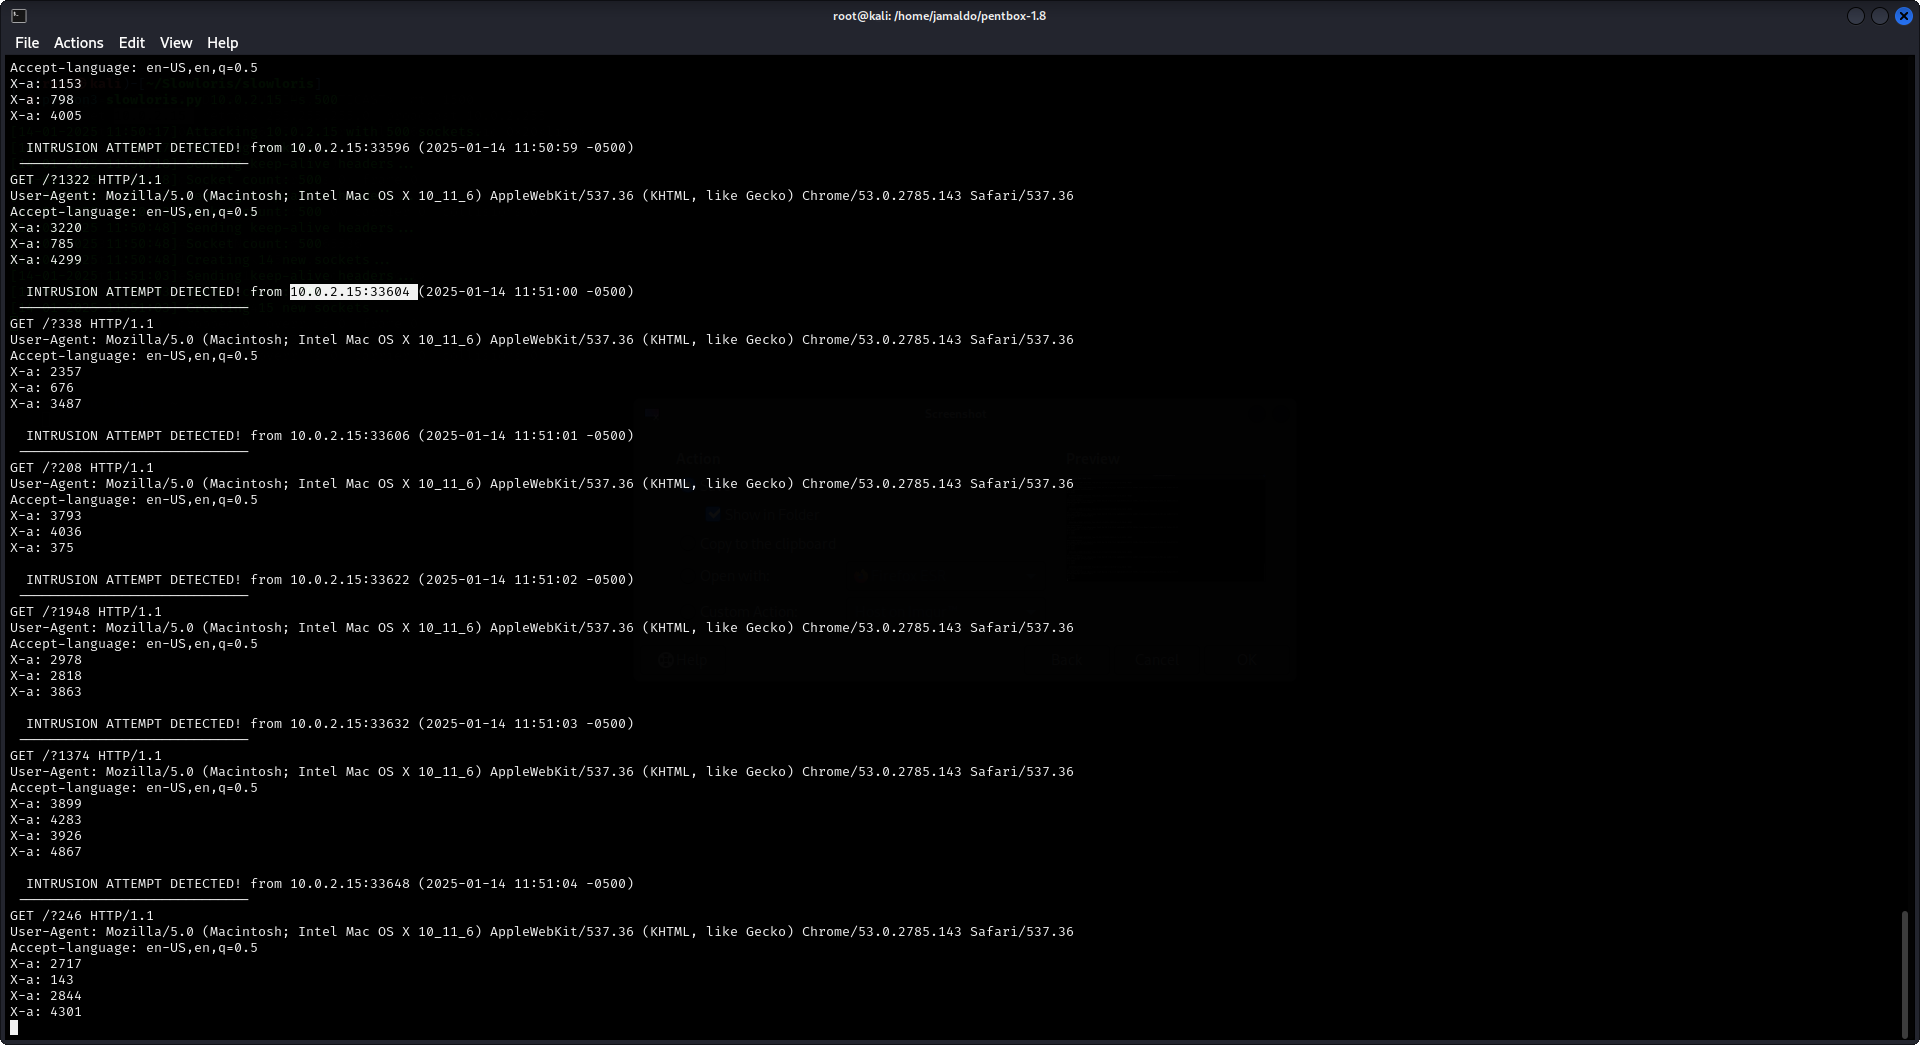 root@kali: /home/jamaldo/pentbox-1.8
File Actions Edit View Help
Accept-language: en-US,en,q=0.5
X-a: 1153
X-a: 798
X-a: 4005
INTRUSION ATTEMPT DETECTED! from 10.0.2.15:33596 (2025-01-14 11:50:59 -0500)
GET /?1322 HTTP/1.1
User-Agent: Mozilla/5.0 (Macintosh; Intel Mac OS X 10_11_6) AppleWebKit/537.36 (KHTML, like Gecko) Chrome/53.0.2785.143 Safari/537.36
Accept-language: en-US,en,q=0.5
X-a: 3220
X-a: 785
X-a: 4299
INTRUSION ATTEMPT DETECTED! from 10.0.2.15:33604 (2025-01-14 11:51:00 -0500)
GET /?338 HTTP/1.1
User-Agent: Mozilla/5.0 (Macintosh; Intel Mac OS X 10_11_6) AppleWebKit/537.36 (KHTML, like Gecko) Chrome/53.0.2785.143 Safari/537.36
Accept-language: en-US,en,q=0.5
X-a: 2357
X-a: 676
X-a: 3487
INTRUSION ATTEMPT DETECTED! from 10.0.2.15:33606 (2025-01-14 11:51:01 -0500)
GET /?208 HTTP/1.1
User-Agent: Mozilla/5.0 (Macintosh; Intel Mac OS X 10_11_6) AppleWebKit/537.36 (KHTML, like Gecko) Chrome/53.0.2785.143 Safari/537.36
Accept-language: en-US,en,q=0.5
X-a: 3793
X-a: 4036
X-a: 375
INTRUSION ATTEMPT DETECTED! from 10.0.2.15:33622 (2025-01-14 11:51:02 -0500)
GET /?1948 HTTP/1.1
User-Agent: Mozilla/5.0 (Macintosh; Intel Mac OS X 10_11_6) AppleWebKit/537.36 (KHTML, like Gecko) Chrome/53.0.2785.143 Safari/537.36
Accept-language: en-US,en,q=0.5
X-a: 2978
X-a: 2818
X-a: 3863
INTRUSION ATTEMPT DETECTED! from 10.0.2.15:33632 (2025-01-14 11:51:03 -0500)
GET /?1374 HTTP/1.1
User-Agent: Mozilla/5.0 (Macintosh; Intel Mac OS X 10_11_6) AppleWebKit/537.36 (KHTML, like Gecko) Chrome/53.0.2785.143 Safari/537.36
Accept-language: en-US,en,q=0.5
X-a: 3899
X-a: 4283
X-a: 3926
X-a: 4867
INTRUSION ATTEMPT DETECTED! from 10.0.2.15:33648 (2025-01-14 11:51:04 -0500)
GET /?246 HTTP/1.1
User-Agent: Mozilla/5.0 (Macintosh; Intel Mac OS X 10_11_6) AppleWebKit/537.36 (KHTML, like Gecko) Chrome/53.0.2785.143 Safari/537.36
Accept-language: en-US,en,q=0.5
X-a: 2717
X-a: 143
X-a: 2844
X-a: 4301